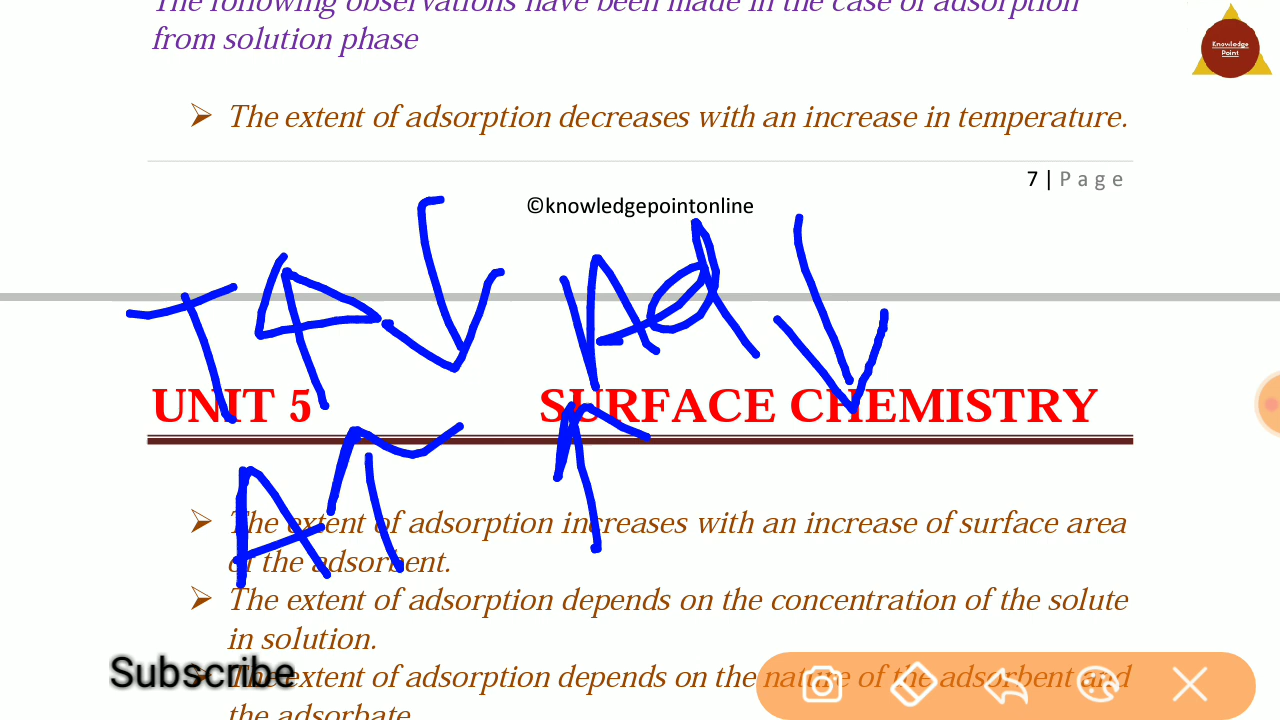 The following observations have been made in the case of adsorption
from solution phase
Knowledge
Point
➢ The extent of adsorption decreases with an increase in temperature.
7 | Page
©knowledgepointonline
UNIT 5 SURFACE CHEMISTRY
➢ The extent of adsorption increases with an increase of surface area
of the adsorbent.
➢ The extent of adsorption depends on the concentration of the solute
in solution.
➢ The extent of adsorption depends on the nature of the adsorbent and
the adsorbate
Subscribe